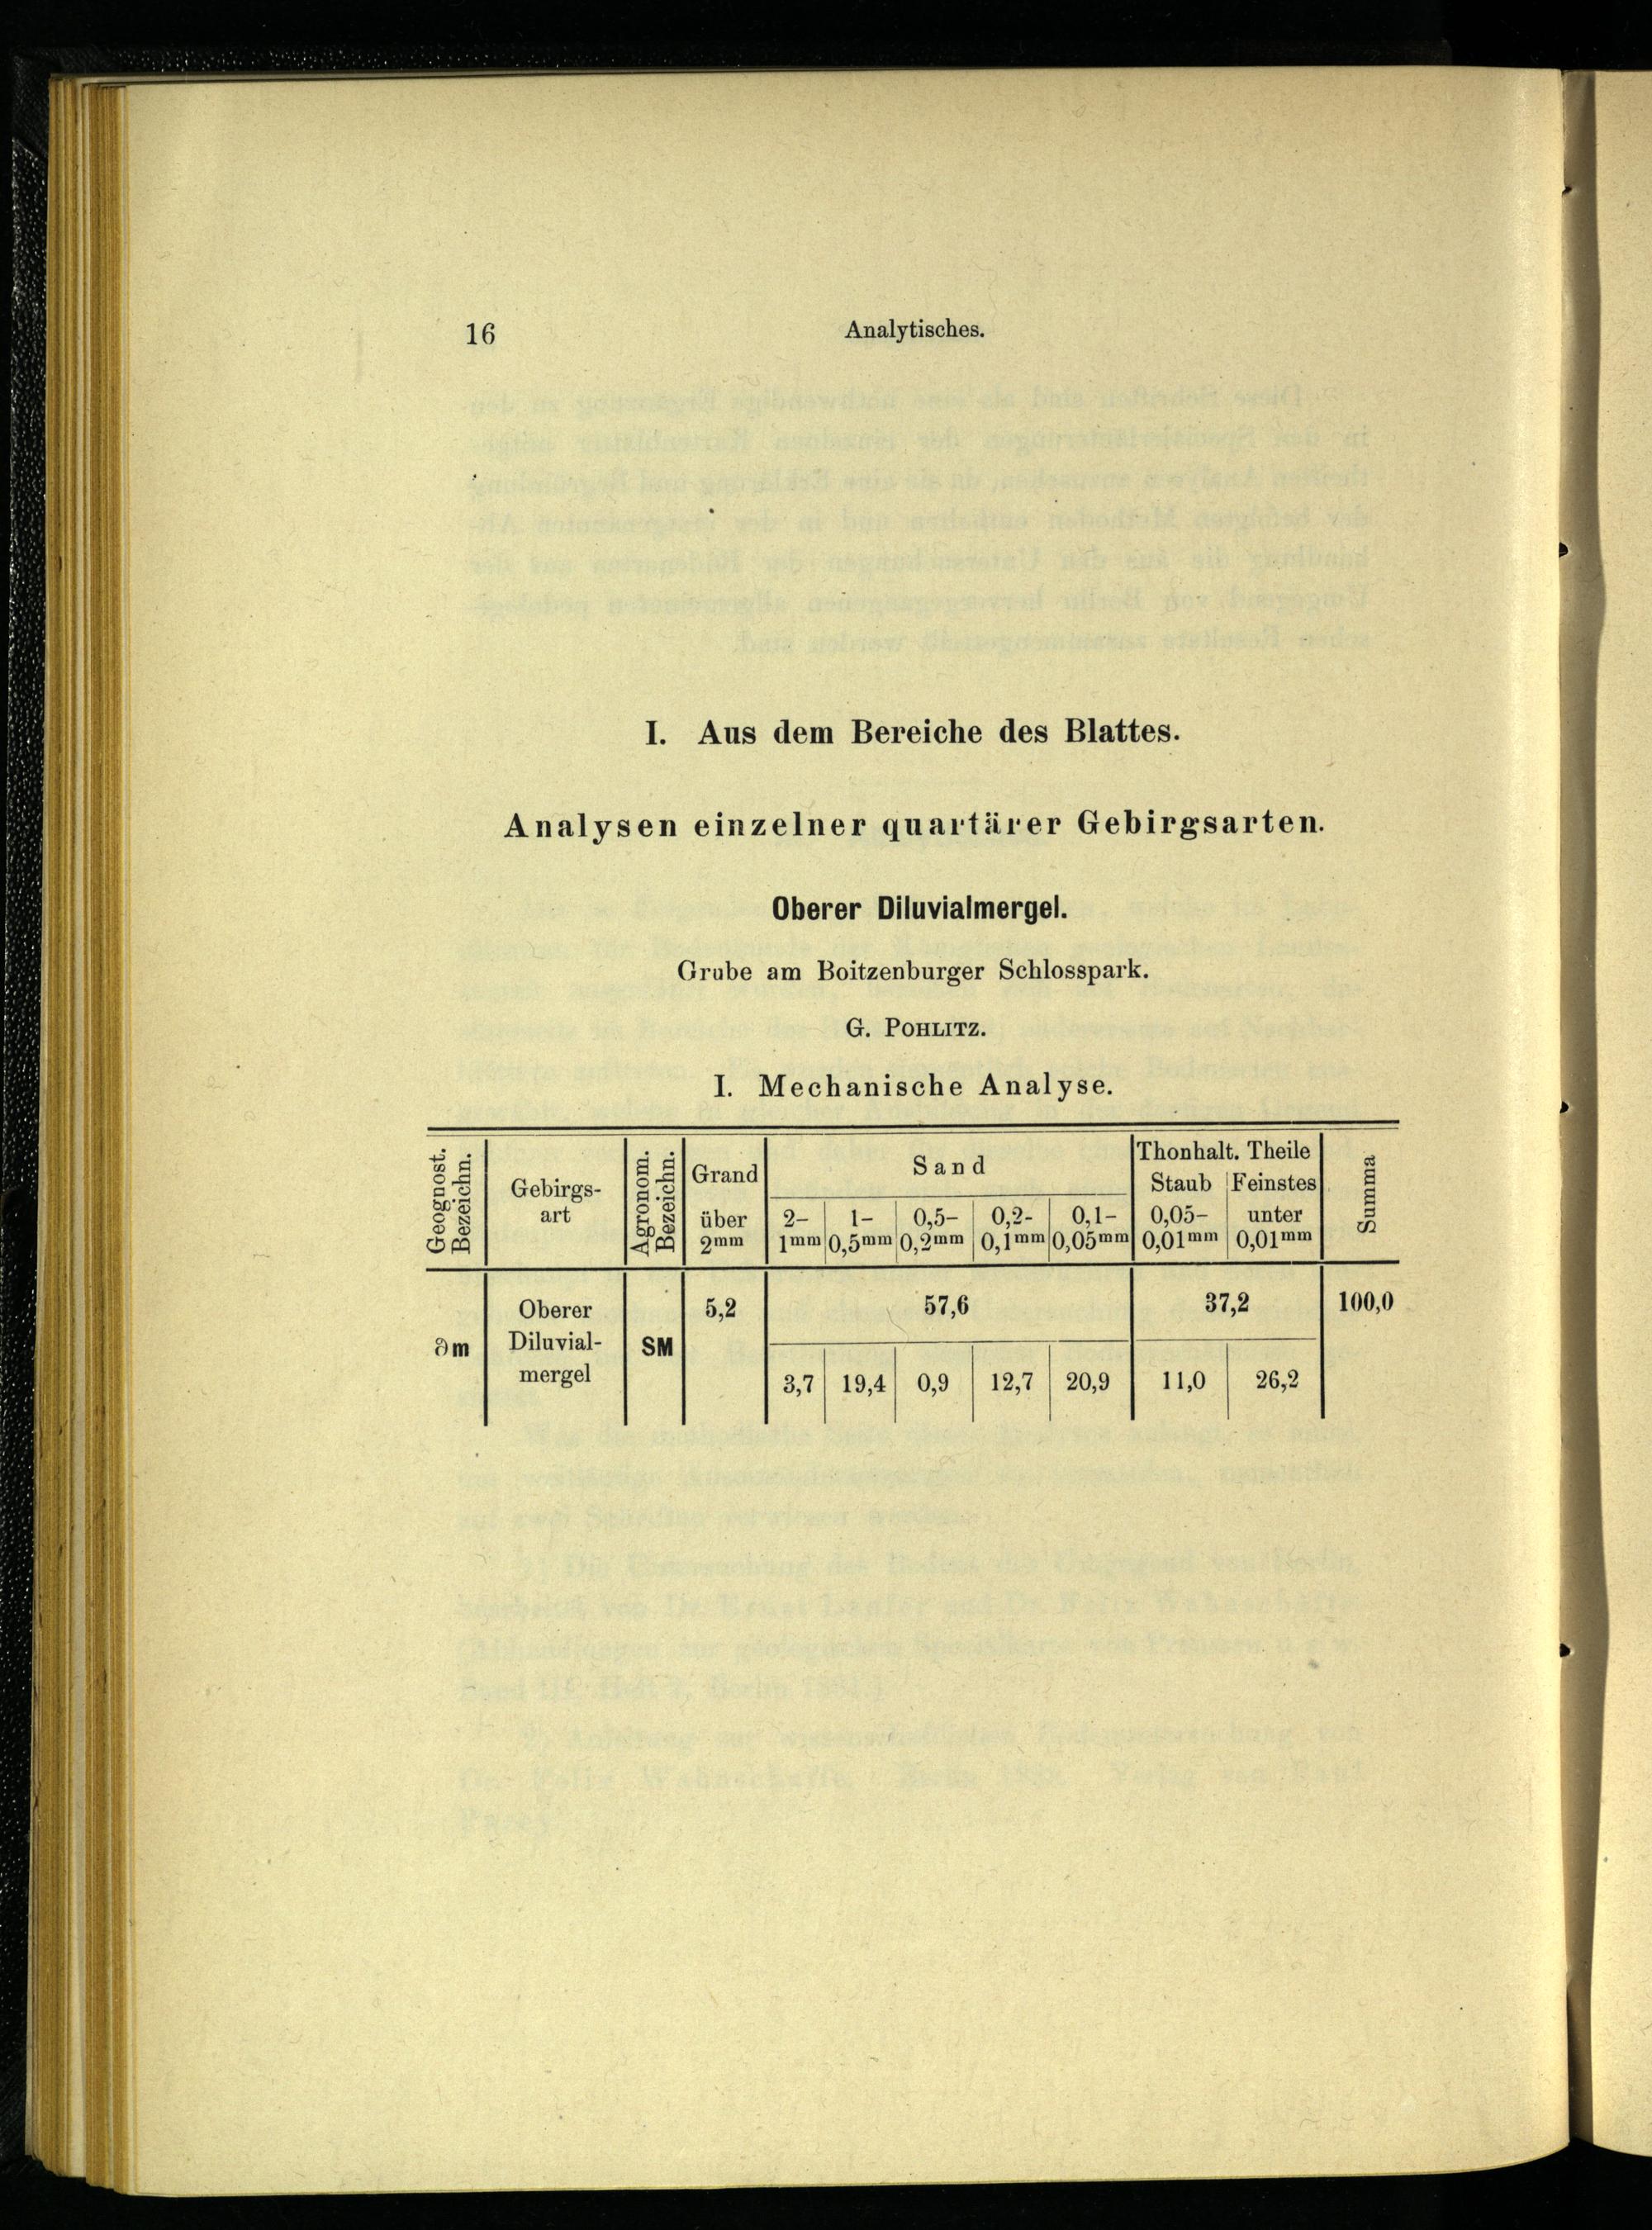 16 Analytisches.
I. Aus dem Bereiche des Blattes.
Analysen einzelner quartärer Gebirgsarten.
Oberer Diluvialmergel.
Grube am Boitzenburger Schlosspark.
G. POHLITZ.
I. Mechanische Analyse.
Geognost. Bezeichn.
Gebirgs-
art
Agronom. Bezeichn.
Grand
über
2mm
Sand
2-
1mm
1-
0,5mm
0,5-
0,2mm
0,2-
0,1mm
0,1-
0,05mm
Thonhalt. Theile
Staub
0,05-
0,01mm
Feinstes
unter
0,01mm
Summa
∂m
Oberer
Diluvial-
mergel
SM
5,2
57,6
37,2
100,0
3,7 19,4 0,9 12,7 20,9 11,0 26,2